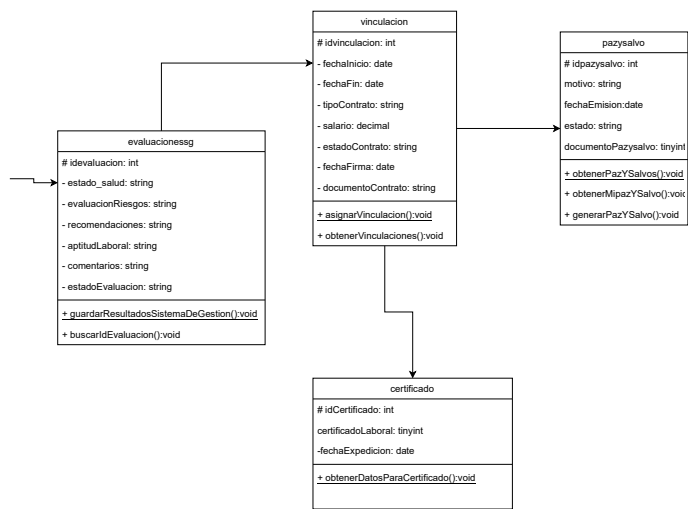 vinculacion
# idvinculacion: int
- fechaInicio: date
- fechaFin: date
- tipoContrato: string
- salario: decimal
- estadoContrato: string
- fechaFirma: date
- documentoContrato: string
+ asignarVinculacion():void
+ obtenerVinculaciones():void
pazysalvo
# idpazysalvo: int
motivo: string
fechaEmision:date
estado: string
documentoPazysalvo: tinyint
+ obtenerPazYSalvos():void
+ obtenerMipazYSalvo():void
+ generarPazYSalvo():void
evaluacionessg
# idevaluacion: int
- estado_salud: string
- evaluacionRiesgos: string
- recomendaciones: string
- aptitudLaboral: string
- comentarios: string
- estadoEvaluacion: string
+ guardarResultadosSistemaDeGestion():void
+ buscarIdEvaluacion():void
certificado
# idCertificado: int
certificadoLaboral: tinyint
-fechaExpedicion: date
+ obtenerDatosParaCertificado():void